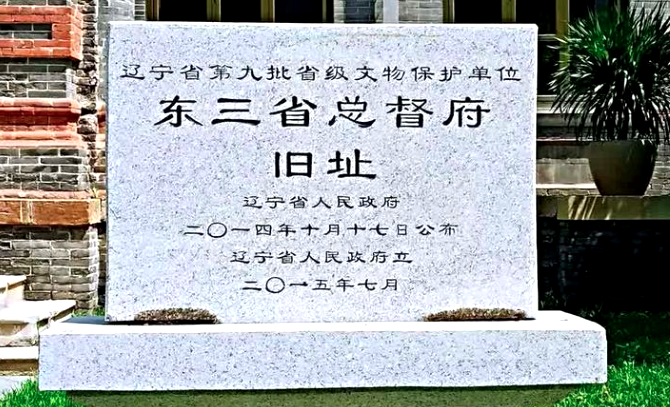 辽宁省第九批省级文物保护单位
东三省总督府
旧址
辽宁省人民政府
二〇一四年十月十七日公布
辽宁省人民政府立
二〇一五年七月